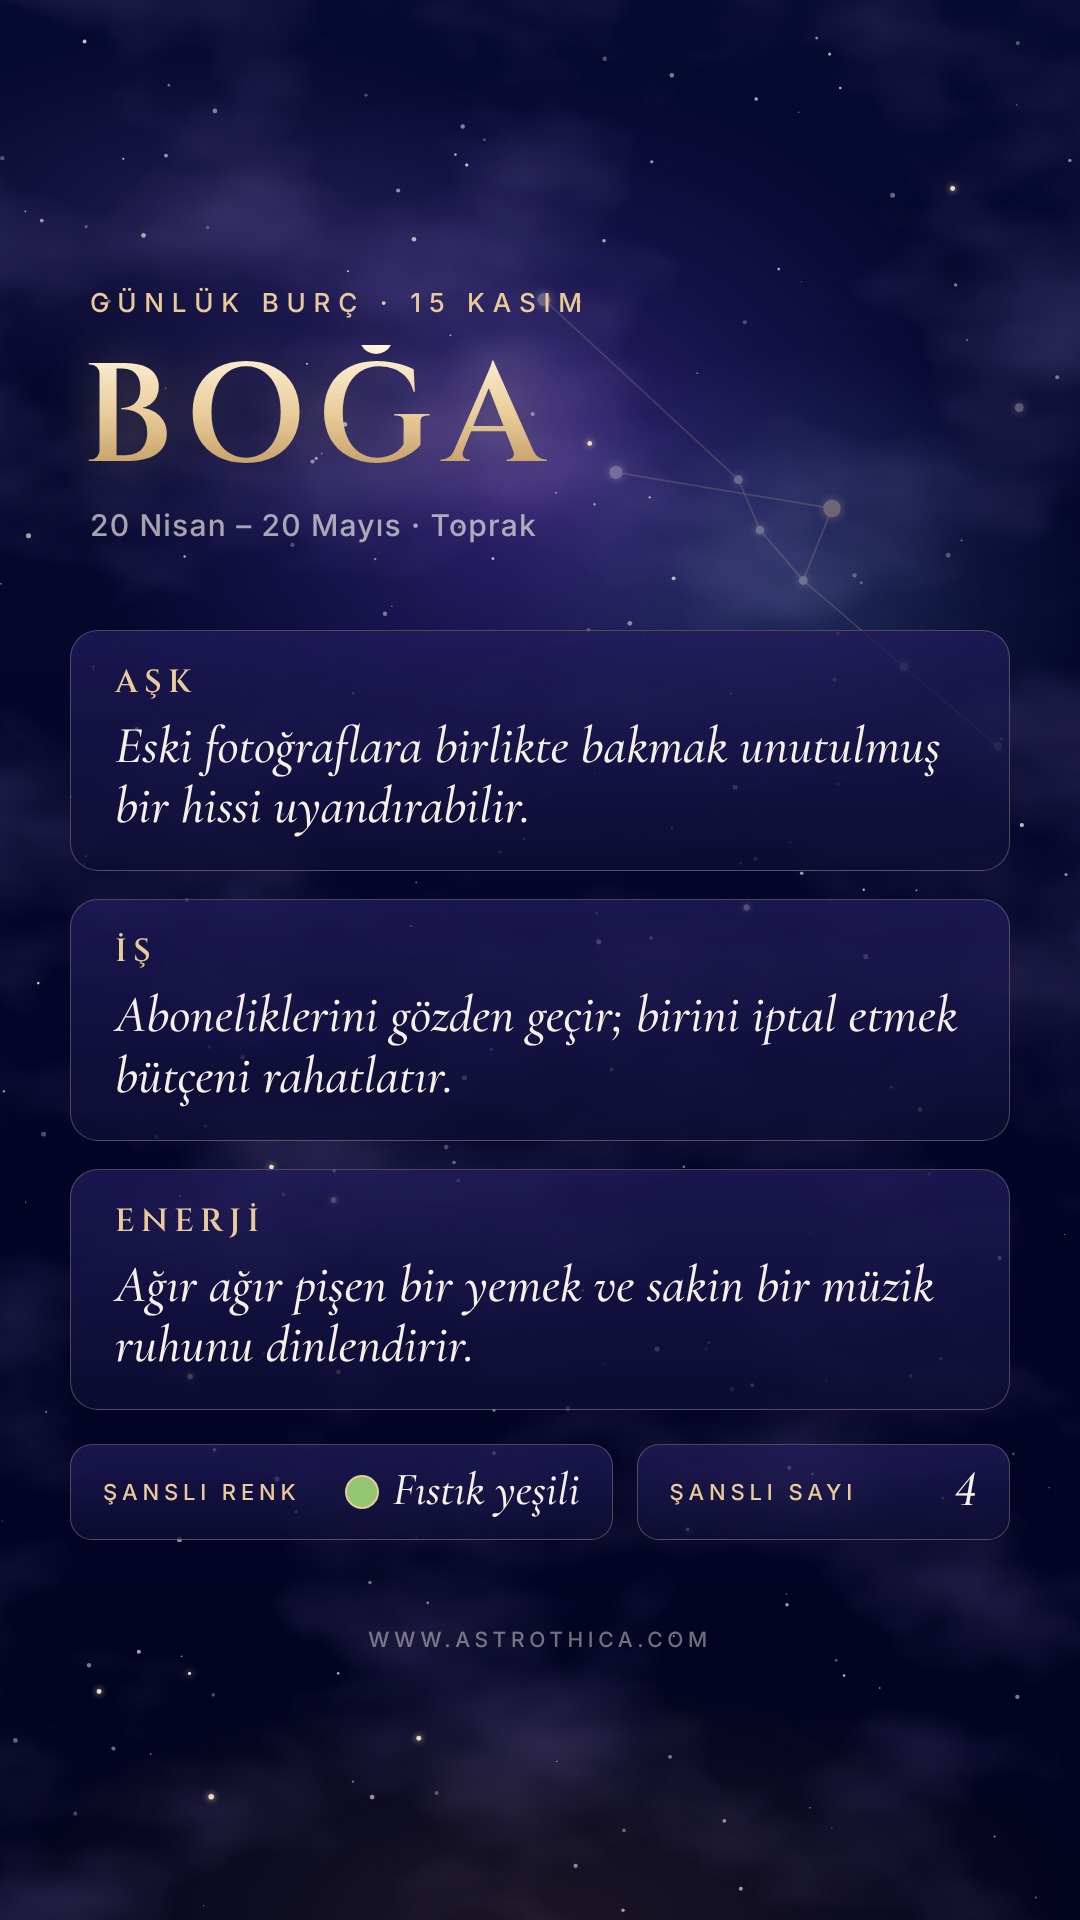 GÜNLÜK BURÇ · 15 KASIM
BOĞA
20 Nisan – 20 Mayıs · Toprak
AŞK
Eski fotoğraflara birlikte bakmak unutulmuş
bir hissi uyandırabilir.
İŞ
Aboneliklerini gözden geçir; birini iptal etmek
bütçeni rahatlatır.
ENERJİ
Ağır ağır pişen bir yemek ve sakin bir müzik
ruhunu dinlendirir.
ŞANSLI RENK Fıstık yeşili ŞANSLI SAYI 4
WWW.ASTROTHICA.COM